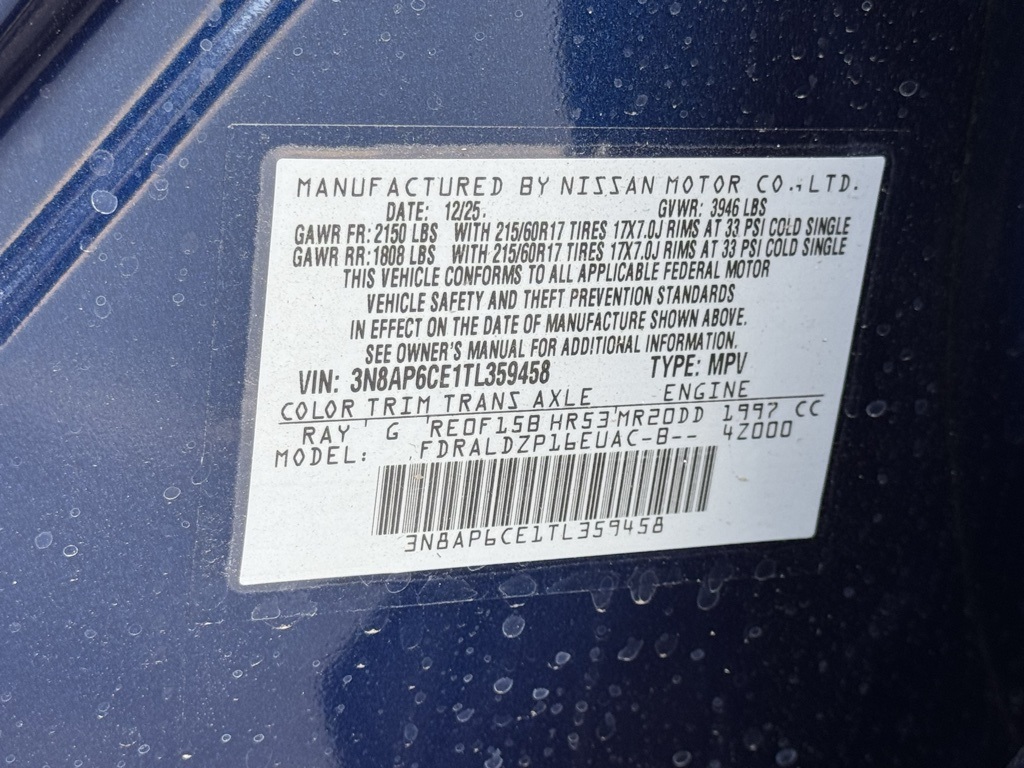 MANUFACTURED BY NISSAN MOTOR CO.,LTD.
DATE: 12/25. GVWR: 3946 LBS
GAWR FR: 2150 LBS WITH 215/60R17 TIRES 17X7.0J RIMS AT 33 PSI COLD SINGLE
GAWR RR: 1808 LBS WITH 215/60R17 TIRES 17X7.0J RIMS AT 33 PSI COLD SINGLE
THIS VEHICLE CONFORMS TO ALL APPLICABLE FEDERAL MOTOR
VEHICLE SAFETY AND THEFT PREVENTION STANDARDS
IN EFFECT ON THE DATE OF MANUFACTURE SHOWN ABOVE.
SEE OWNER'S MANUAL FOR ADDITIONAL INFORMATION.
VIN: 3N8AP6CE1TL359458 TYPE: MPV
COLOR TRIM TRANS AXLE ENGINE
RAY ' G 'RE0F15B HR53'MR20DD 1997 CC
MODEL: FDRALDZP16EUAC-B-- 4Z000
3N8AP6CE1TL359458